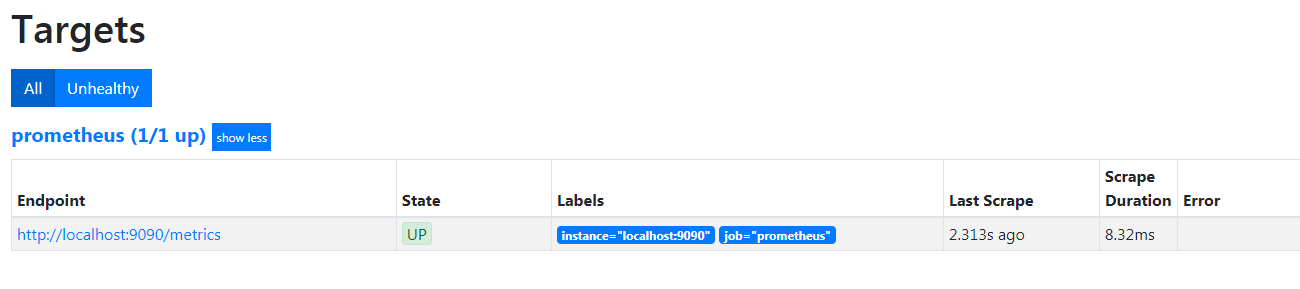 Targets
All Unhealthy
prometheus (1/1 up) show less
Endpoint State Labels Last Scrape Scrape Duration Error
http://localhost:9090/metrics UP instance="localhost:9090" job="prometheus" 2.313s ago 8.32ms